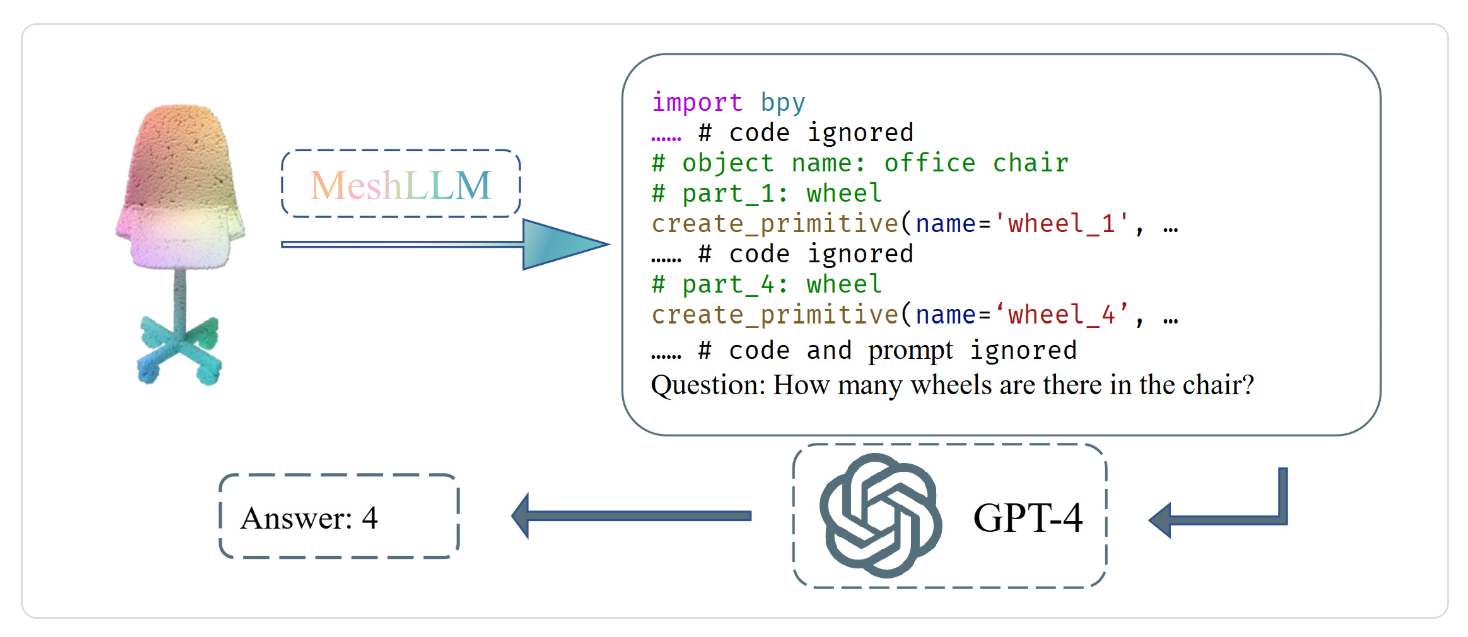 MeshLLM
import bpy
…… # code ignored
# object name: office chair
# part_1: wheel
create_primitive(name='wheel_1', …
…… # code ignored
# part_4: wheel
create_primitive(name=‘wheel_4’, …
…… # code and prompt ignored
Question: How many wheels are there in the chair?
GPT-4
Answer: 4